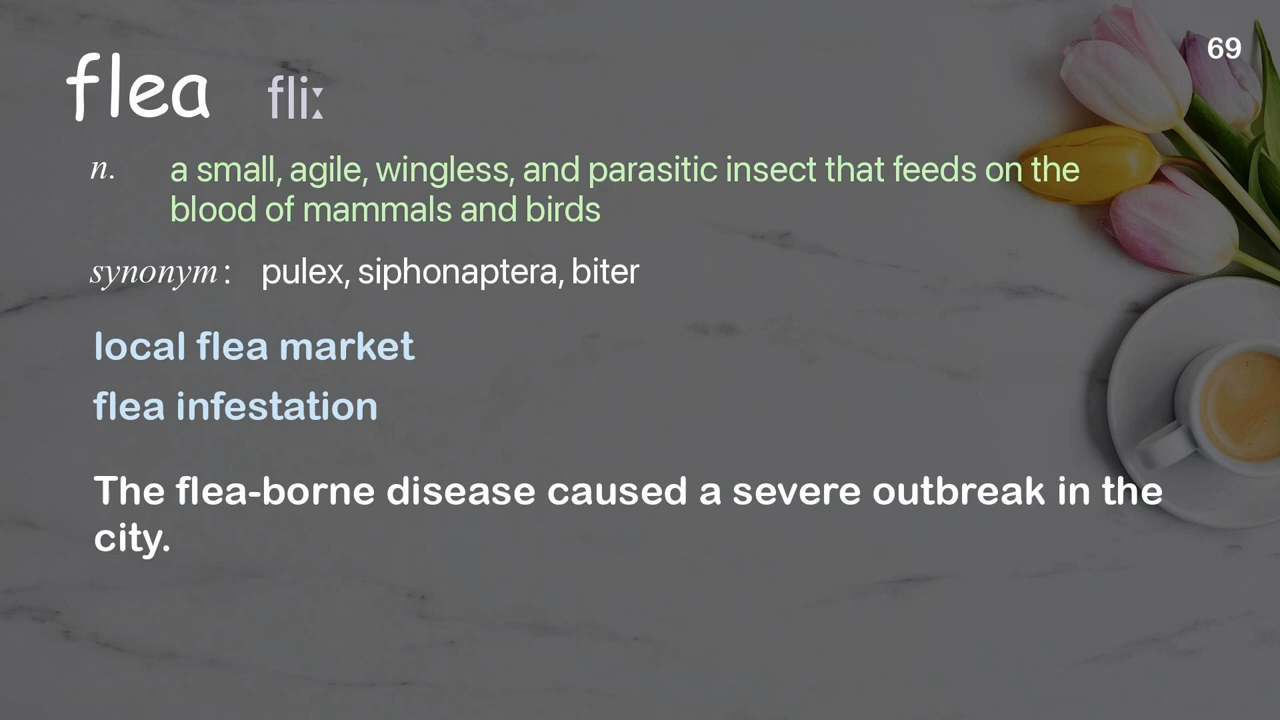 69
flea fliː
n. a small, agile, wingless, and parasitic insect that feeds on the
blood of mammals and birds
synonym: pulex, siphonaptera, biter
local flea market
flea infestation
The flea-borne disease caused a severe outbreak in the
city.